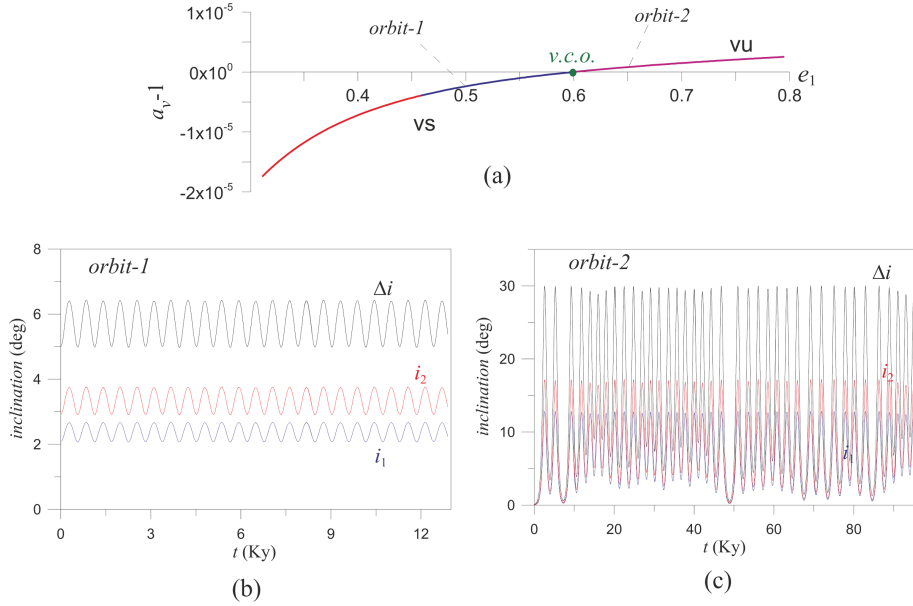 1x10⁻⁵
0x10⁰
-1x10⁻⁵
-2x10⁻⁵
aᵥ-1
orbit-1
orbit-2
v.c.o.
vu
vs
e₁
0.4
0.5
0.6
0.7
0.8
(a)
8
6
4
2
0
inclination (deg)
orbit-1
Δi
i₂
i₁
0
3
6
9
12
t (Ky)
(b)
30
20
10
0
inclination (deg)
orbit-2
Δi
i₂
i₁
0
20
40
60
80
t (Ky)
(c)